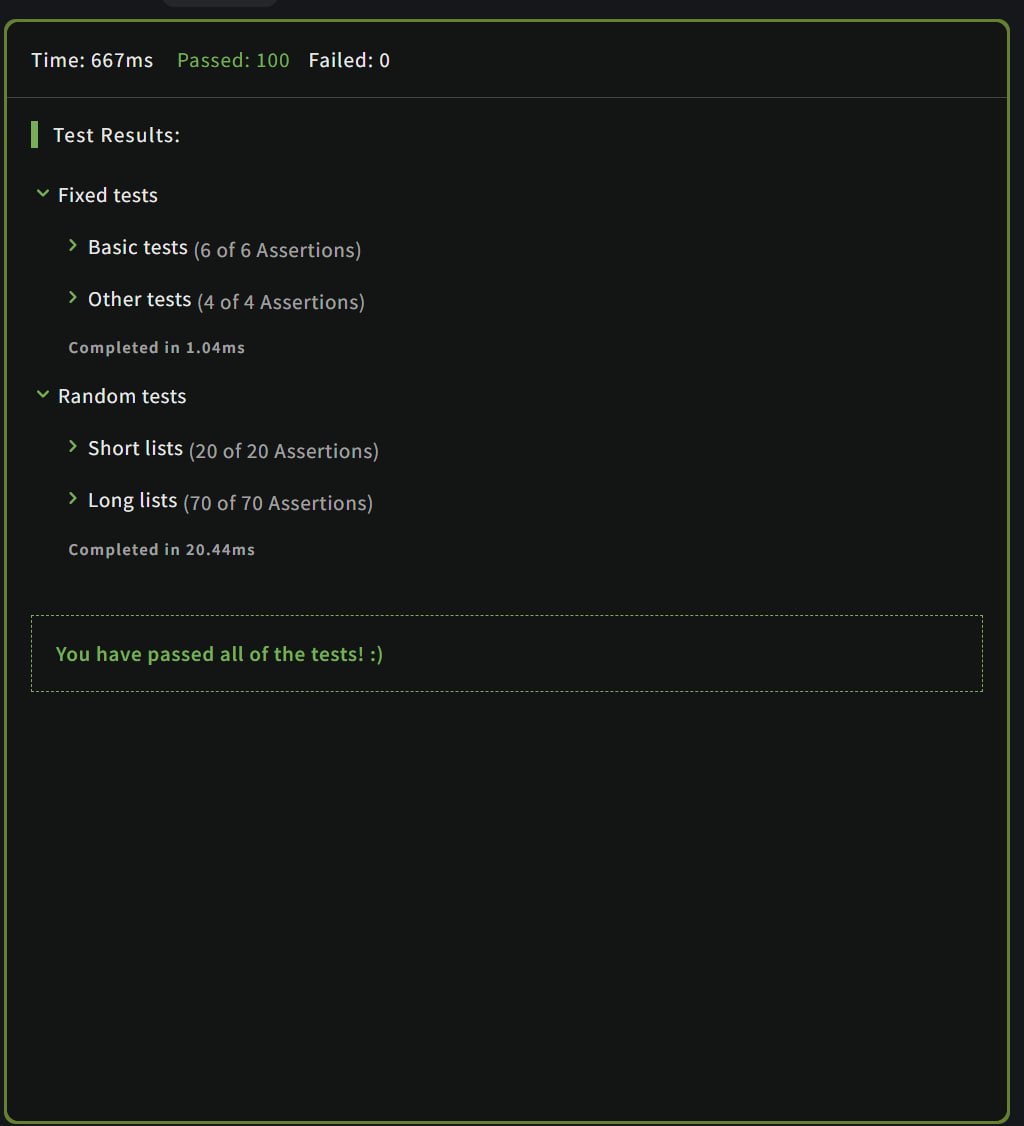 Time: 667ms Passed: 100 Failed: 0
Test Results:
Fixed tests
Basic tests (6 of 6 Assertions)
Other tests (4 of 4 Assertions)
Completed in 1.04ms
Random tests
Short lists (20 of 20 Assertions)
Long lists (70 of 70 Assertions)
Completed in 20.44ms
You have passed all of the tests! :)